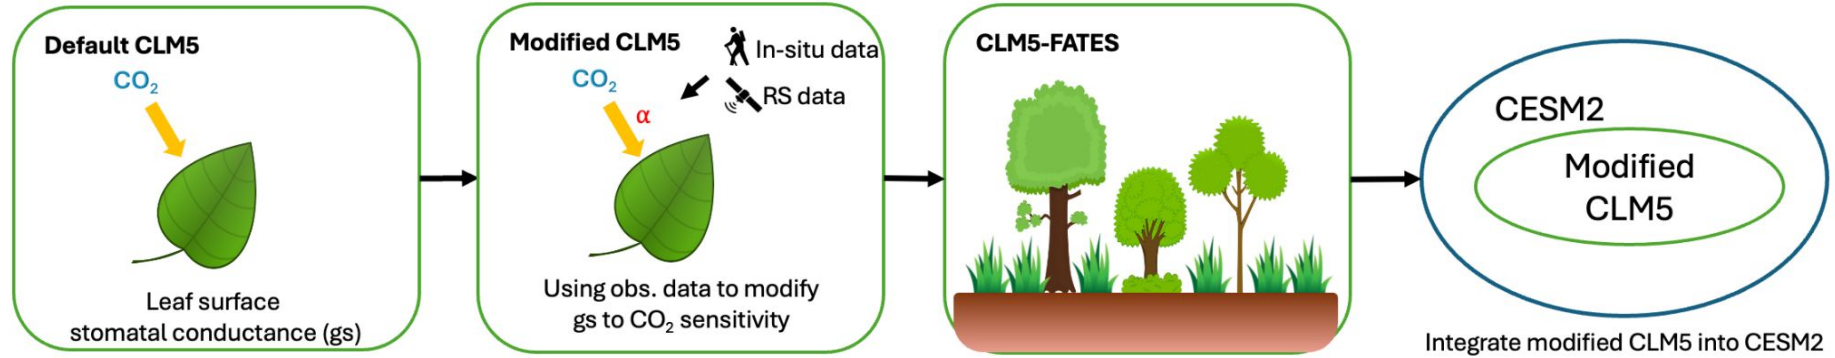 Default CLM5
CO₂
Leaf surface
stomatal conductance (gs)
Modified CLM5
In-situ data
CO₂
RS data
α
Using obs. data to modify
gs to CO₂ sensitivity
CLM5-FATES
CESM2
Modified
CLM5
Integrate modified CLM5 into CESM2